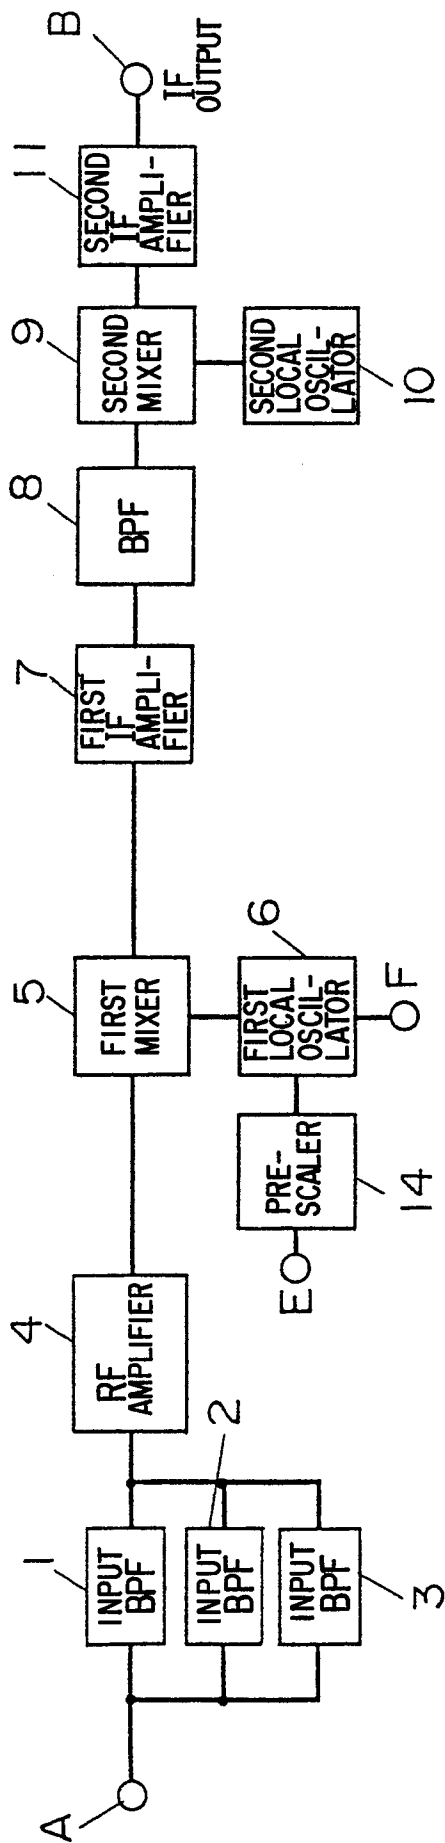 A
1
INPUT
BPF
2
INPUT
BPF
3
INPUT
BPF
4
RF
AMPLIFIER
5
FIRST
MIXER
6
FIRST
LOCAL
OSCIL-
LATOR
F
PRE-
SCALER
14
E
7
FIRST
IF
AMPLI-
FIER
8
BPF
9
SECOND
MIXER
SECOND
LOCAL
OSCIL-
LATOR
10
11
SECOND
IF
AMPLI-
FIER
B
IF
OUTPUT